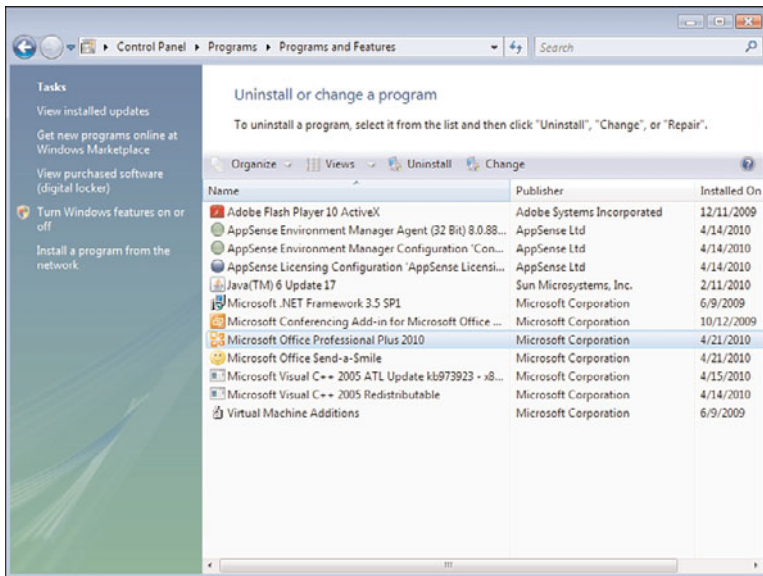 Control Panel ▸ Programs ▸ Programs and Features
Search
Tasks
View installed updates
Get new programs online at
Windows Marketplace
View purchased software
(digital locker)
Turn Windows features on or
off
Install a program from the
network
Uninstall or change a program
To uninstall a program, select it from the list and then click "Uninstall", "Change", or "Repair".
Organize Views Uninstall Change
Name Publisher Installed On
Adobe Flash Player 10 ActiveX Adobe Systems Incorporated 12/11/2009
AppSense Environment Manager Agent (32 Bit) 8.0.88... AppSense Ltd 4/14/2010
AppSense Environment Manager Configuration 'Con... AppSense Ltd 4/14/2010
AppSense Licensing Configuration 'AppSense Licensi... AppSense Ltd 4/14/2010
Java(TM) 6 Update 17 Sun Microsystems, Inc. 2/11/2010
Microsoft .NET Framework 3.5 SP1 Microsoft Corporation 6/9/2009
Microsoft Conferencing Add-in for Microsoft Office ... Microsoft Corporation 10/12/2009
Microsoft Office Professional Plus 2010 Microsoft Corporation 4/21/2010
Microsoft Office Send-a-Smile Microsoft Corporation 4/21/2010
Microsoft Visual C++ 2005 ATL Update kb973923 - x8... Microsoft Corporation 4/15/2010
Microsoft Visual C++ 2005 Redistributable Microsoft Corporation 4/14/2010
Virtual Machine Additions Microsoft Corporation 6/9/2009